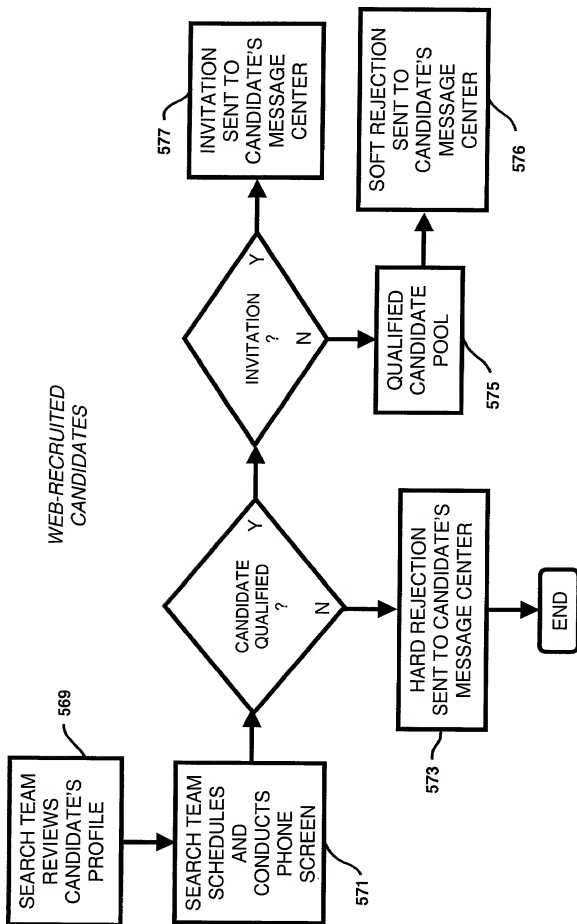 WEB-RECRUITED
CANDIDATES
SEARCH TEAM
REVIEWS
CANDIDATE'S
PROFILE
569
SEARCH TEAM
SCHEDULES
AND
CONDUCTS
PHONE
SCREEN
571
CANDIDATE
QUALIFIED
?
Y
N
HARD REJECTION
SENT TO CANDIDATE'S
MESSAGE CENTER
573
END
INVITATION
?
Y
N
QUALIFIED
CANDIDATE
POOL
575
SOFT REJECTION
SENT TO
CANDIDATE'S
MESSAGE
CENTER
576
INVITATION
SENT TO
CANDIDATE'S
MESSAGE
CENTER
577